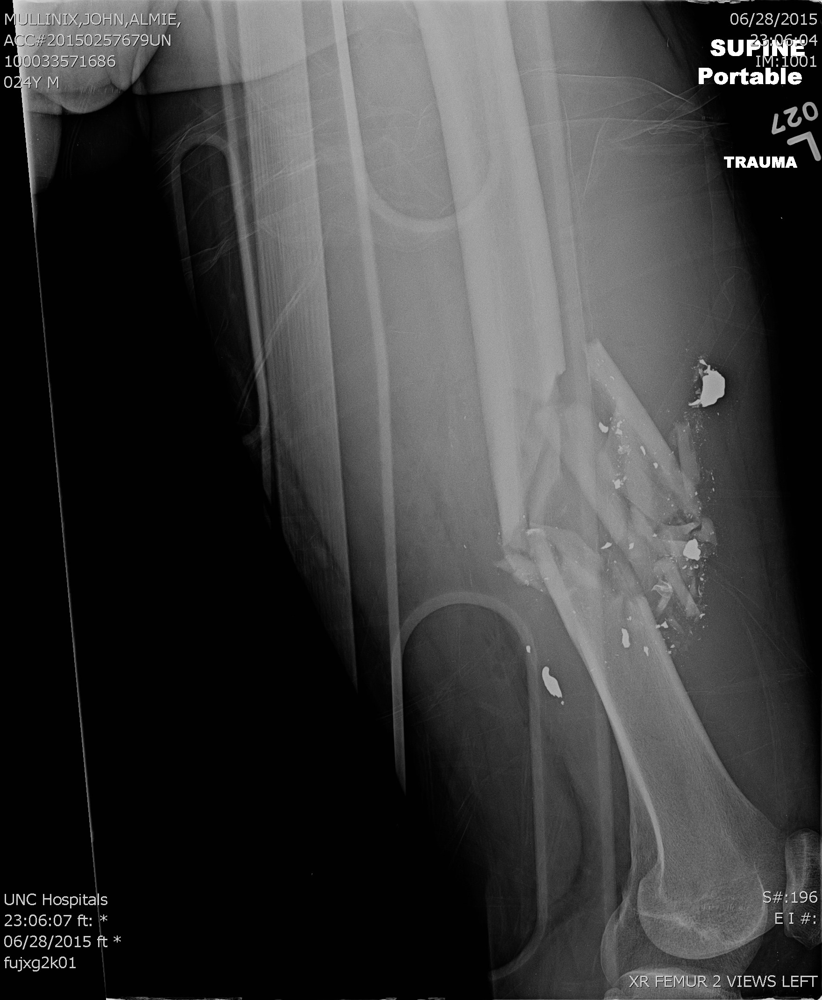 MULLINIX,JOHN,ALMIE,
ACC#20150257679UN
100033571686
024Y M
06/28/2015
23:06:04
SUPINE
IM:1001
Portable
027
L
TRAUMA
UNC Hospitals
23:06:07 ft: *
06/28/2015 ft *
fujxg2k01
S#:196
E I #:
XR FEMUR 2 VIEWS LEFT